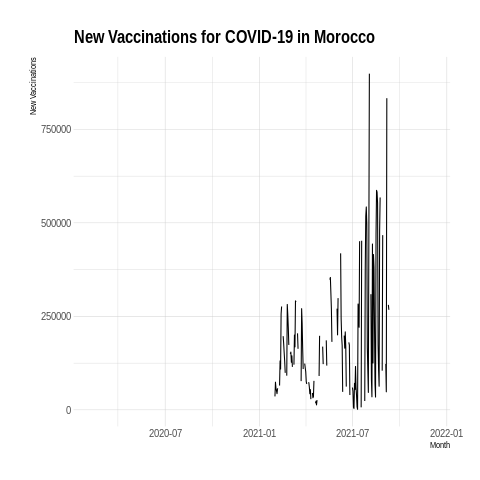 New Vaccinations for COVID-19 in Morocco
New Vaccinations
750000
500000
250000
0
2020-07 2021-01 2021-07 2022-01
Month